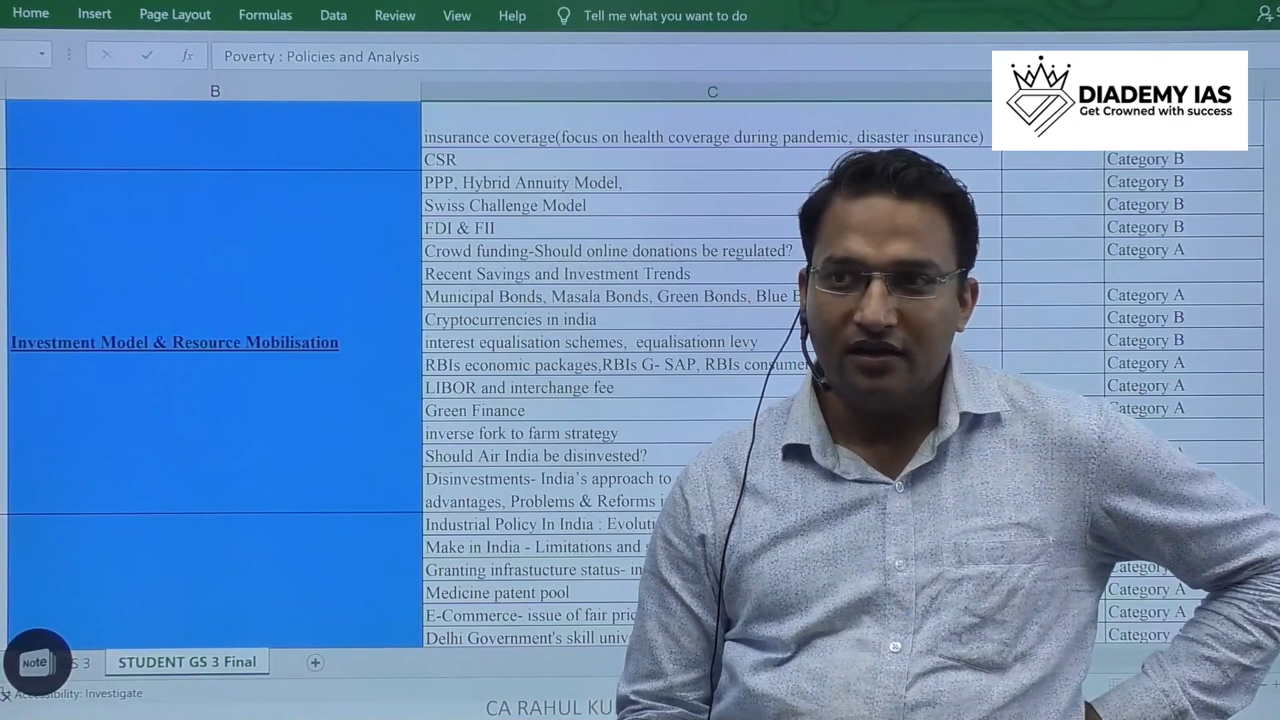 Home Insert Page Layout Formulas Data Review View Help Tell me what you want to do
fx Poverty : Policies and Analysis
B C
DIADEMY IAS
Get Crowned with success
insurance coverage(focus on health coverage during pandemic, disaster insurance)
CSR Category B
PPP, Hybrid Annuity Model, Category B
Swiss Challenge Model Category B
FDI & FII Category B
Crowd funding-Should online donations be regulated? Category A
Recent Savings and Investment Trends
Municipal Bonds, Masala Bonds, Green Bonds, Blue Category A
Cryptocurrencies in india Category B
Investment Model & Resource Mobilisation
interest equalisation schemes, equalisationn levy Category B
RBIs economic packages,RBIs G- SAP, RBIs Category A
LIBOR and interchange fee Category A
Green Finance Category A
inverse fork to farm strategy
Should Air India be disinvested?
Disinvestments- India's approach to
advantages, Problems & Reforms
Industrial Policy In India :
Make in India - Limitations and
Granting infrastucture status-
Medicine patent pool Category A
E-Commerce- issue of fair Category A
Delhi Government's skill Category
Note 3 STUDENT GS 3 Final
Accessibility: Investigate
CA RAHUL